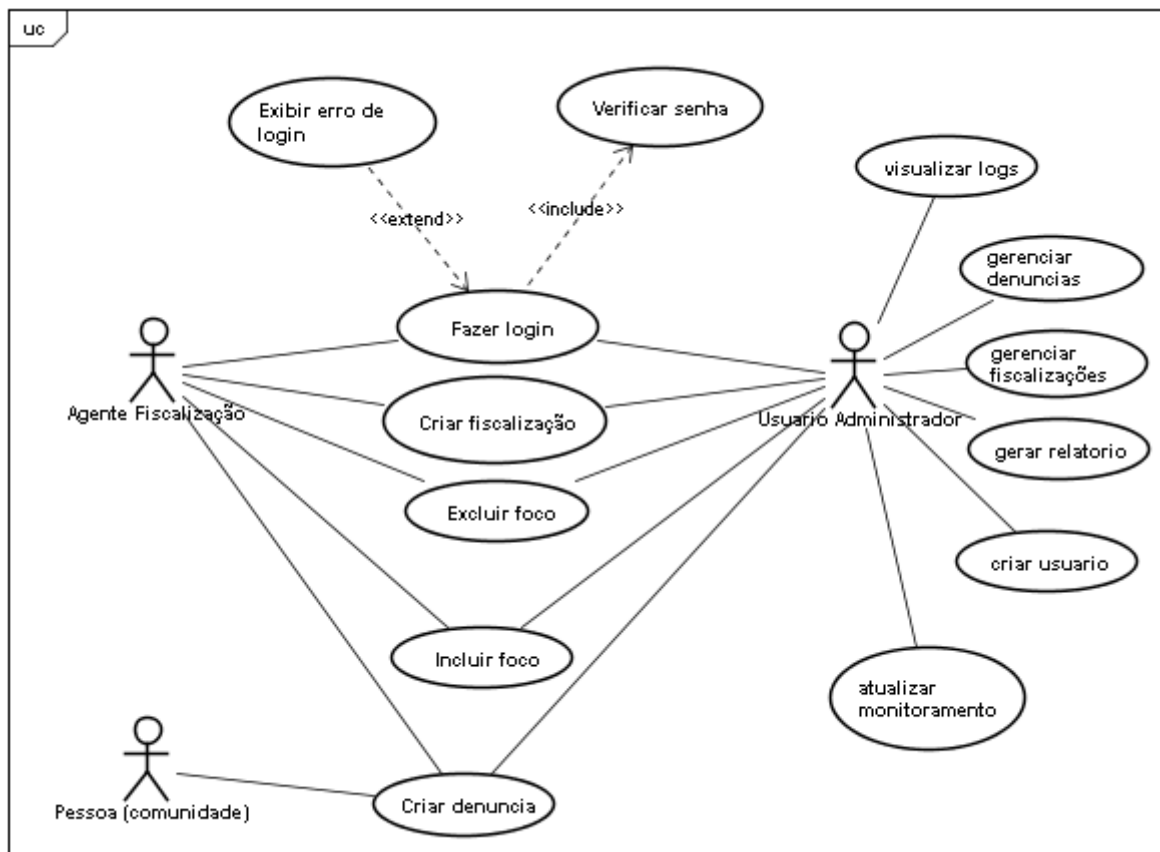 uc
Exibir erro de
login
Verificar senha
visualizar logs
<<extend>>
<<include>>
gerenciar
denuncias
Fazer login
gerenciar
fiscalizações
Agente Fiscalização
Criar fiscalização
Usuario Administrador
gerar relatorio
Excluir foco
criar usuario
Incluir foco
atualizar
monitoramento
Pessoa (comunidade)
Criar denuncia